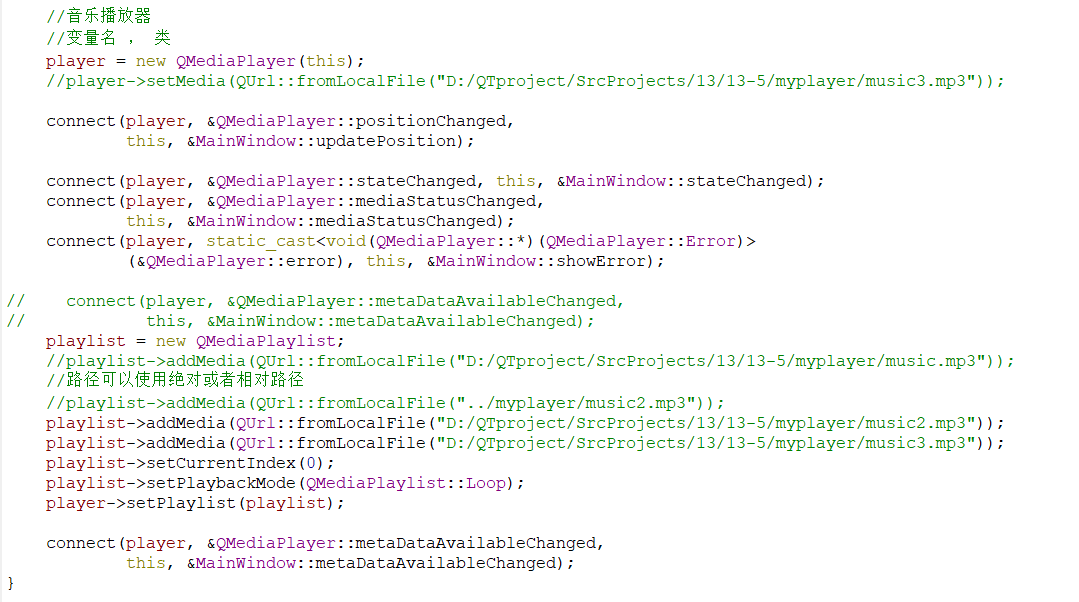 //音乐播放器
//变量名 ， 类
player = new QMediaPlayer(this);
//player->setMedia(QUrl::fromLocalFile("D:/QTproject/SrcProjects/13/13-5/myplayer/music3.mp3"));
connect(player, &QMediaPlayer::positionChanged,
this, &MainWindow::updatePosition);
connect(player, &QMediaPlayer::stateChanged, this, &MainWindow::stateChanged);
connect(player, &QMediaPlayer::mediaStatusChanged,
this, &MainWindow::mediaStatusChanged);
connect(player, static_cast<void(QMediaPlayer::*)(QMediaPlayer::Error)>
(&QMediaPlayer::error), this, &MainWindow::showError);
//    connect(player, &QMediaPlayer::metaDataAvailableChanged,
//            this, &MainWindow::metaDataAvailableChanged);
playlist = new QMediaPlaylist;
//playlist->addMedia(QUrl::fromLocalFile("D:/QTproject/SrcProjects/13/13-5/myplayer/music.mp3"));
//路径可以使用绝对或者相对路径
//playlist->addMedia(QUrl::fromLocalFile("../myplayer/music2.mp3"));
playlist->addMedia(QUrl::fromLocalFile("D:/QTproject/SrcProjects/13/13-5/myplayer/music2.mp3"));
playlist->addMedia(QUrl::fromLocalFile("D:/QTproject/SrcProjects/13/13-5/myplayer/music3.mp3"));
playlist->setCurrentIndex(0);
playlist->setPlaybackMode(QMediaPlaylist::Loop);
player->setPlaylist(playlist);
connect(player, &QMediaPlayer::metaDataAvailableChanged,
this, &MainWindow::metaDataAvailableChanged);
}